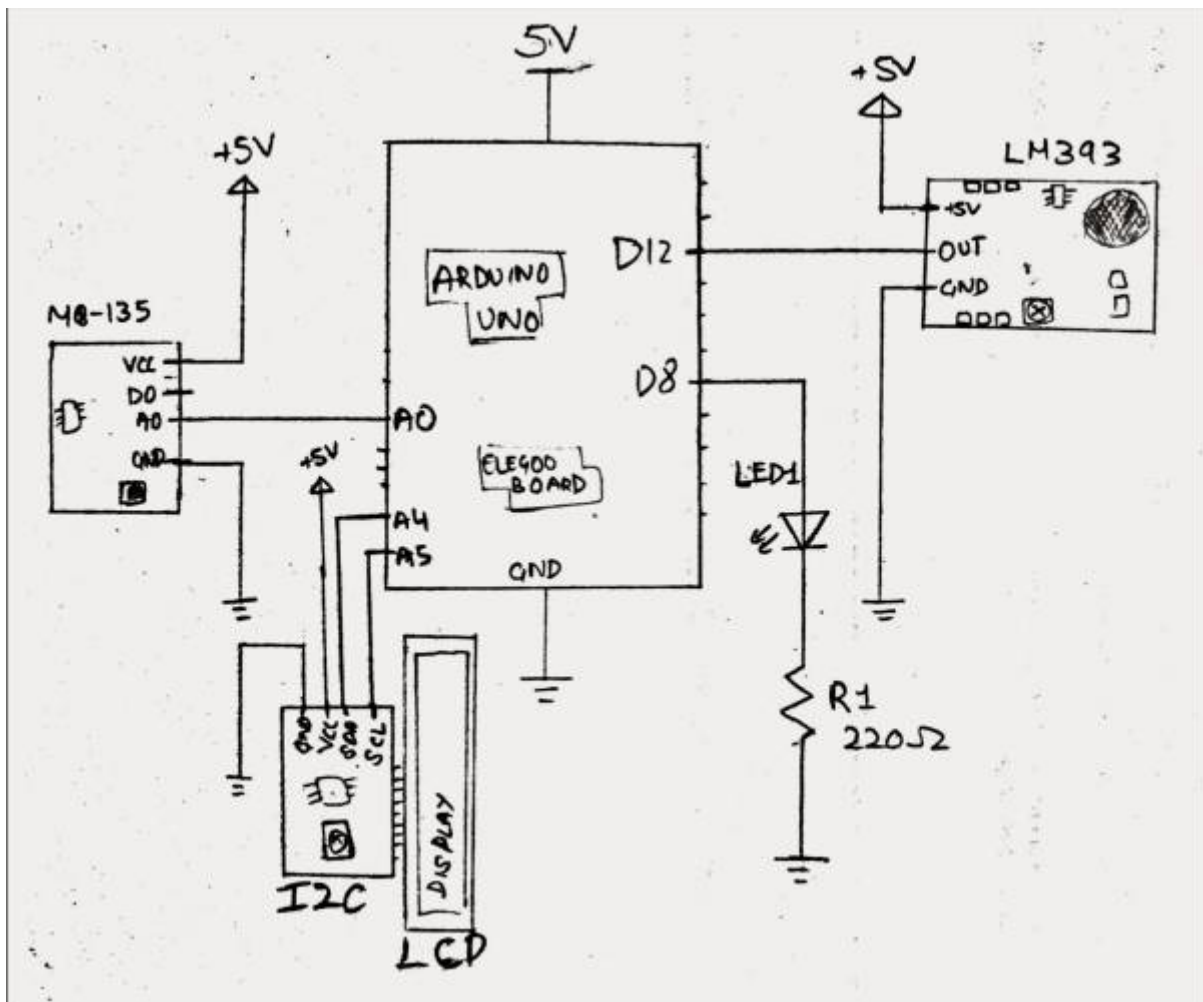 5V
+5V
LM393
+5V
OUT
GND
D12
D8
ARDUINO
UNO
+5V
MQ-135
VCC
DO
AO
GND
A0
+5V
ELEGOO
BOARD
A4
A5
GND
LED1
R1
220Ω
GND
VCC
SDA
SCL
I2C
DISPLAY
LCD